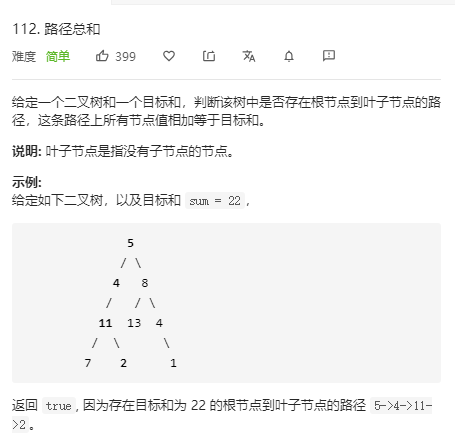 112. 路径总和
难度 简单 399
给定一个二叉树和一个目标和，判断该树中是否存在根节点到叶子节点的路
径，这条路径上所有节点值相加等于目标和。
说明: 叶子节点是指没有子节点的节点。
示例:
给定如下二叉树，以及目标和 sum = 22，
5
/ \
4 8
/ / \
11 13 4
/ \ \
7 2 1
返回 true, 因为存在目标和为 22 的根节点到叶子节点的路径 5->4->11-
>2。